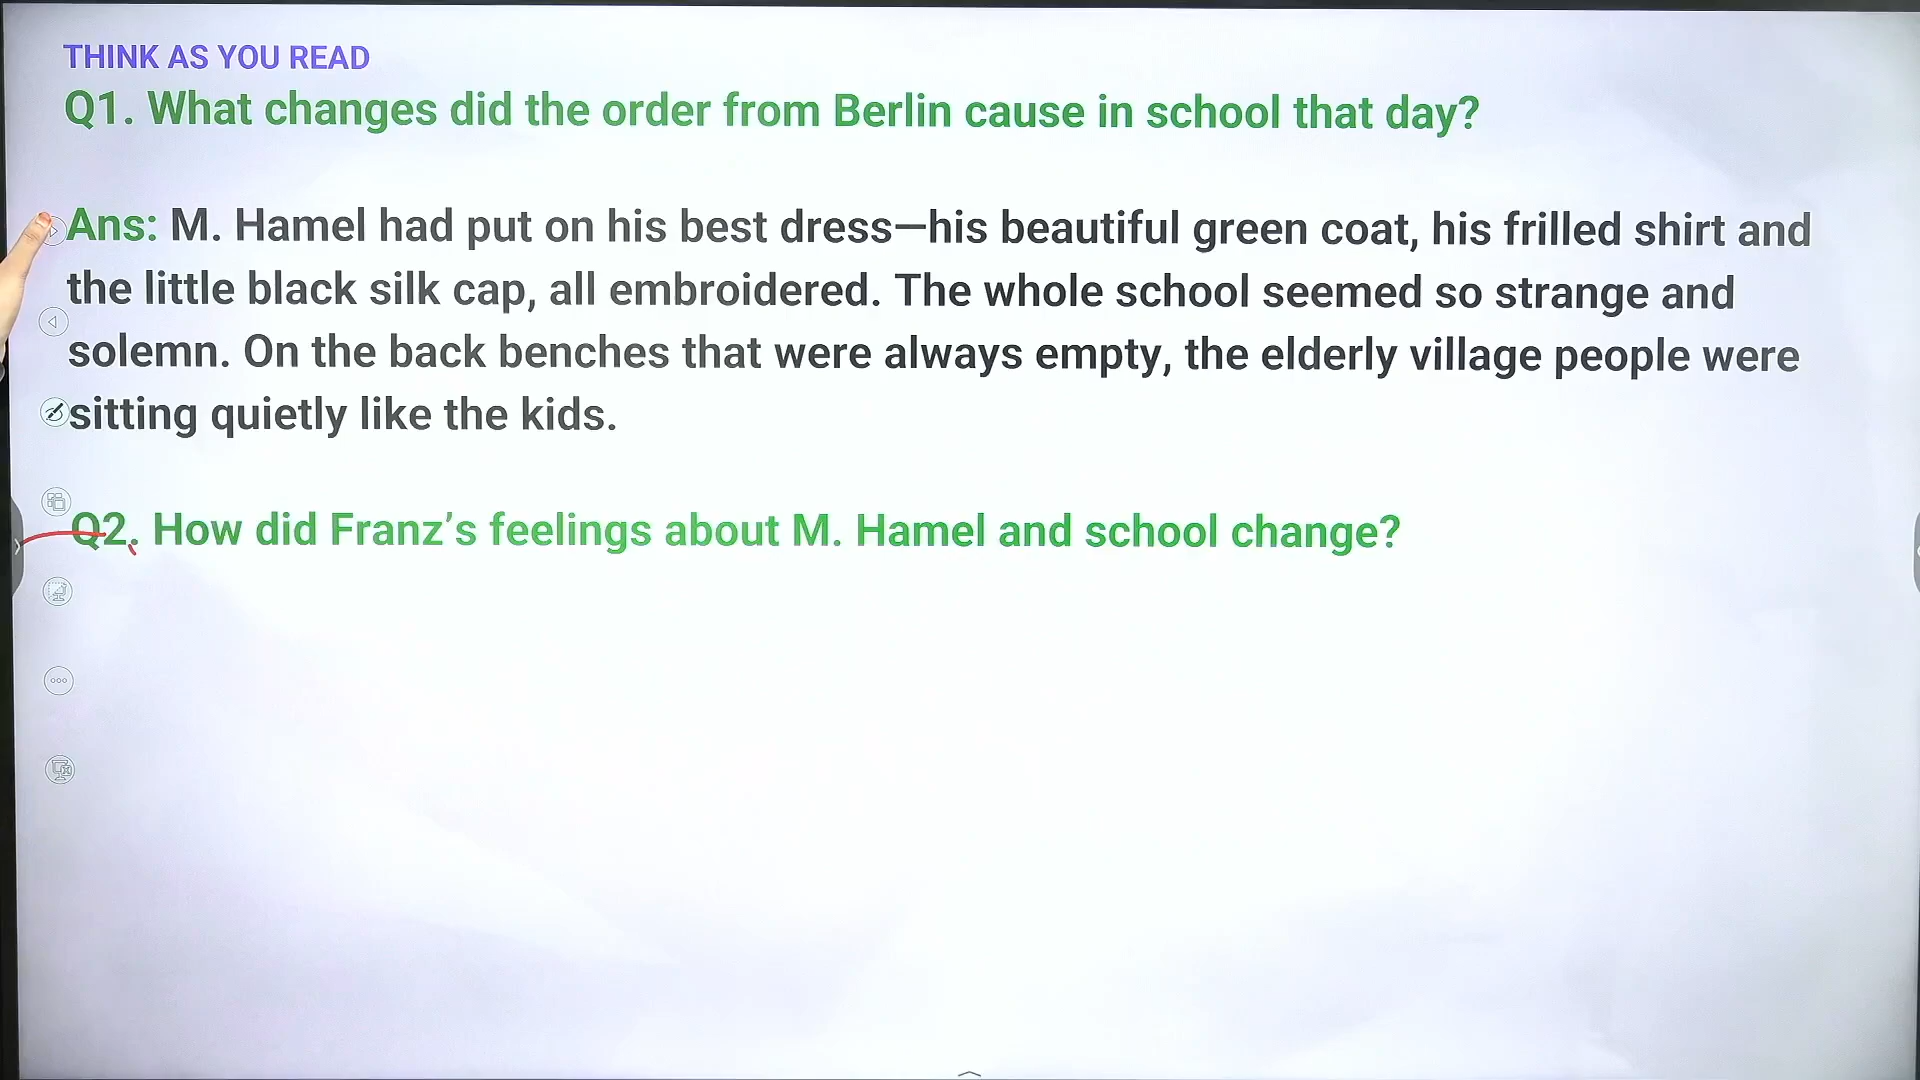 THINK AS YOU READ
Q1. What changes did the order from Berlin cause in school that day?
Ans: M. Hamel had put on his best dress—his beautiful green coat, his frilled shirt and
the little black silk cap, all embroidered. The whole school seemed so strange and
solemn. On the back benches that were always empty, the elderly village people were
sitting quietly like the kids.
Q2. How did Franz’s feelings about M. Hamel and school change?